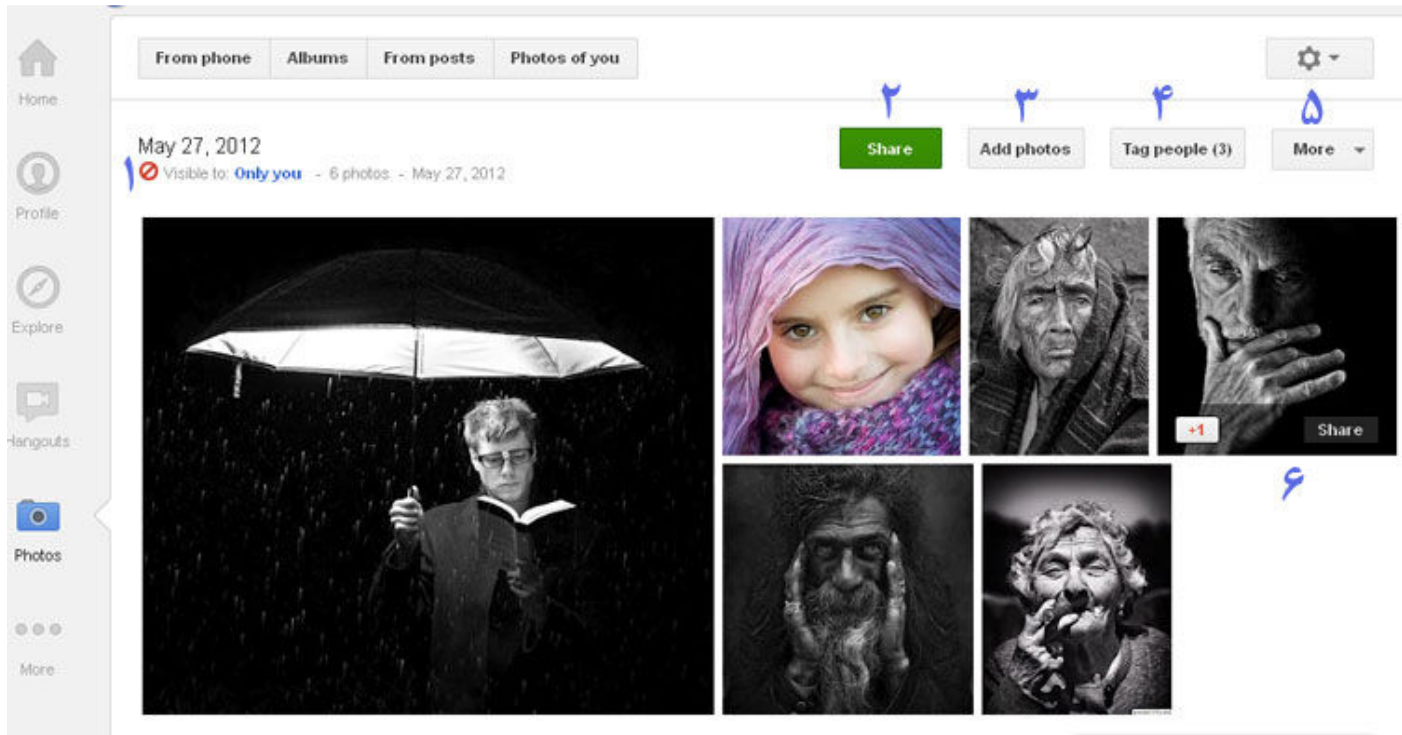 Home
Profile
Explore
Hangouts
Photos
More
From phone Albums From posts Photos of you
۲ ۳ ۴ ۵
May 27, 2012
Share Add photos Tag people (3) More
۱ Visible to: Only you - 6 photos - May 27, 2012
+1 Share
۶